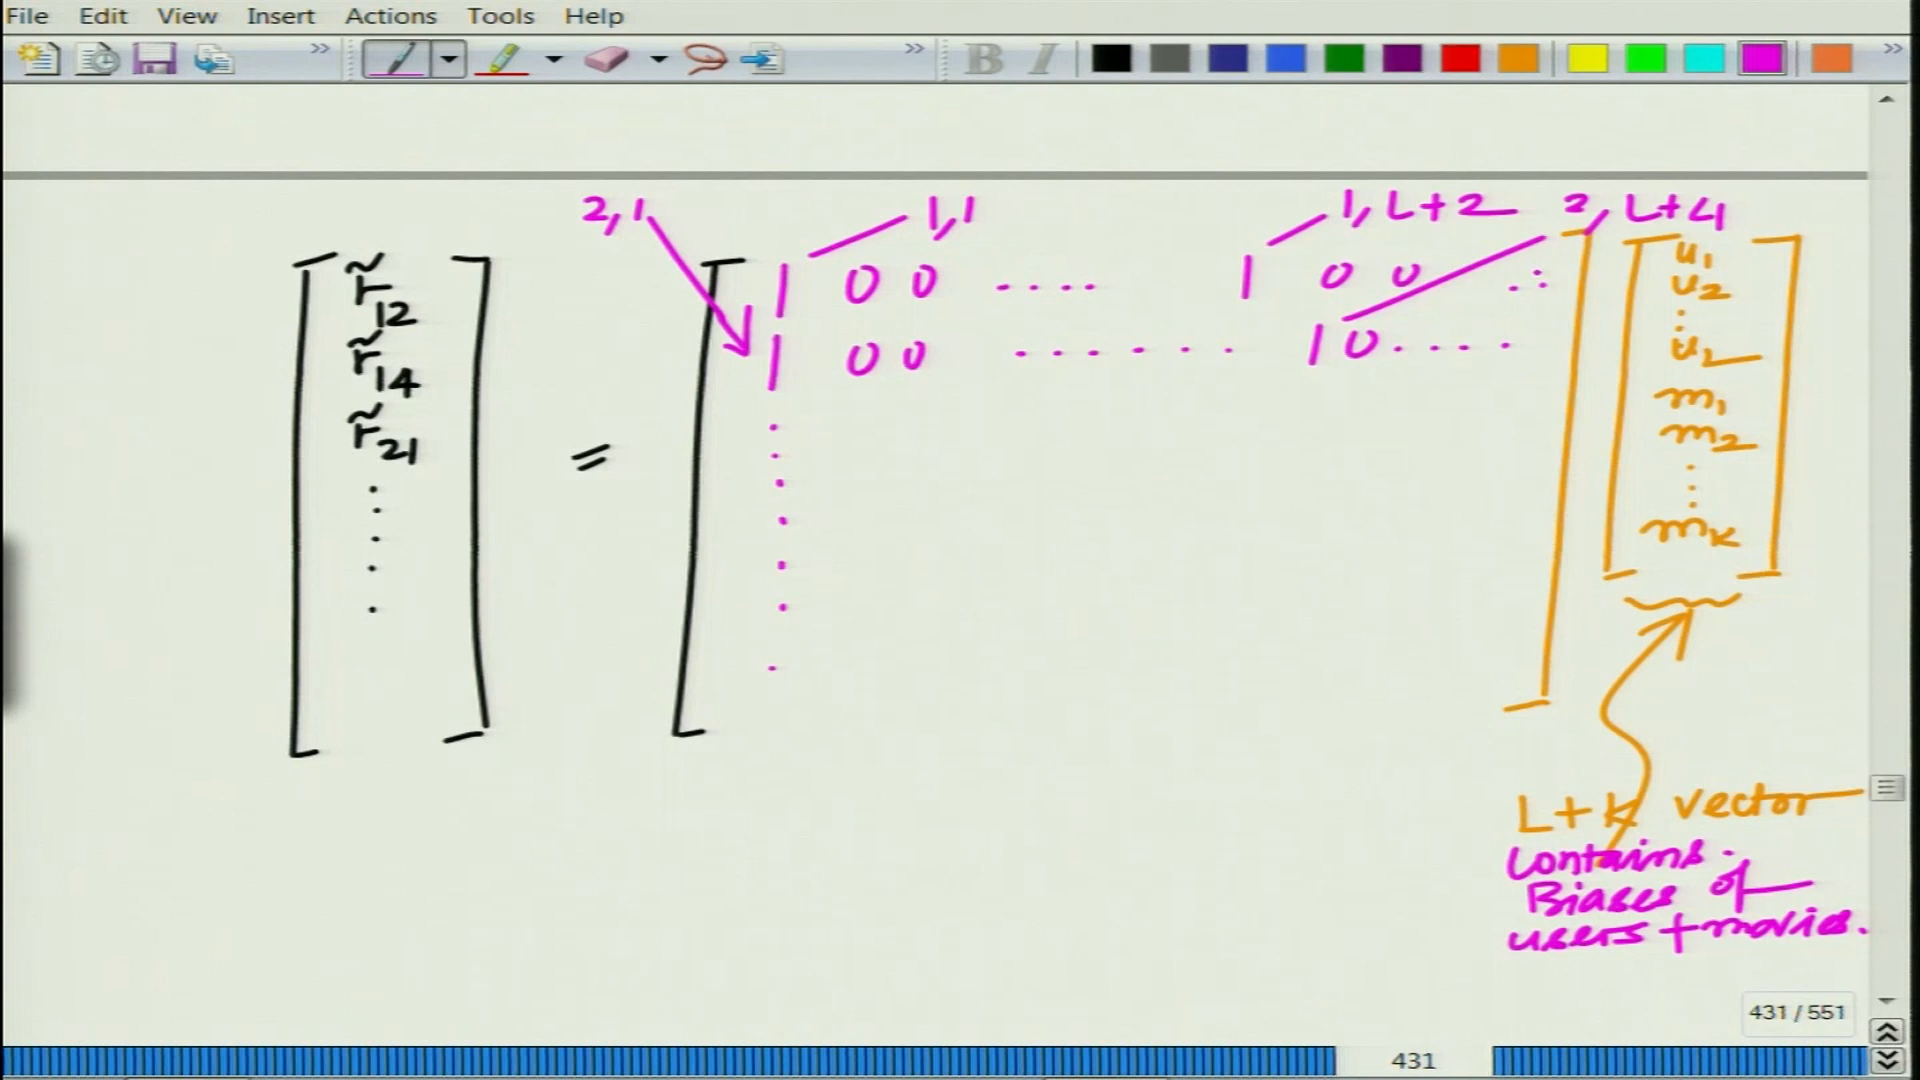 File Edit View Insert Actions Tools Help
B I
2,1 1,1 1,L+2 2,L+4
r̃12
r̃14
r̃21
=
1 0 0 .... 1 0 0 ...
1 0 0 ....... 1 0 ....
u1
u2
uL
m1
m2
mK
L+K vector
Contains
Biases of
users + movies.
431 / 551
431